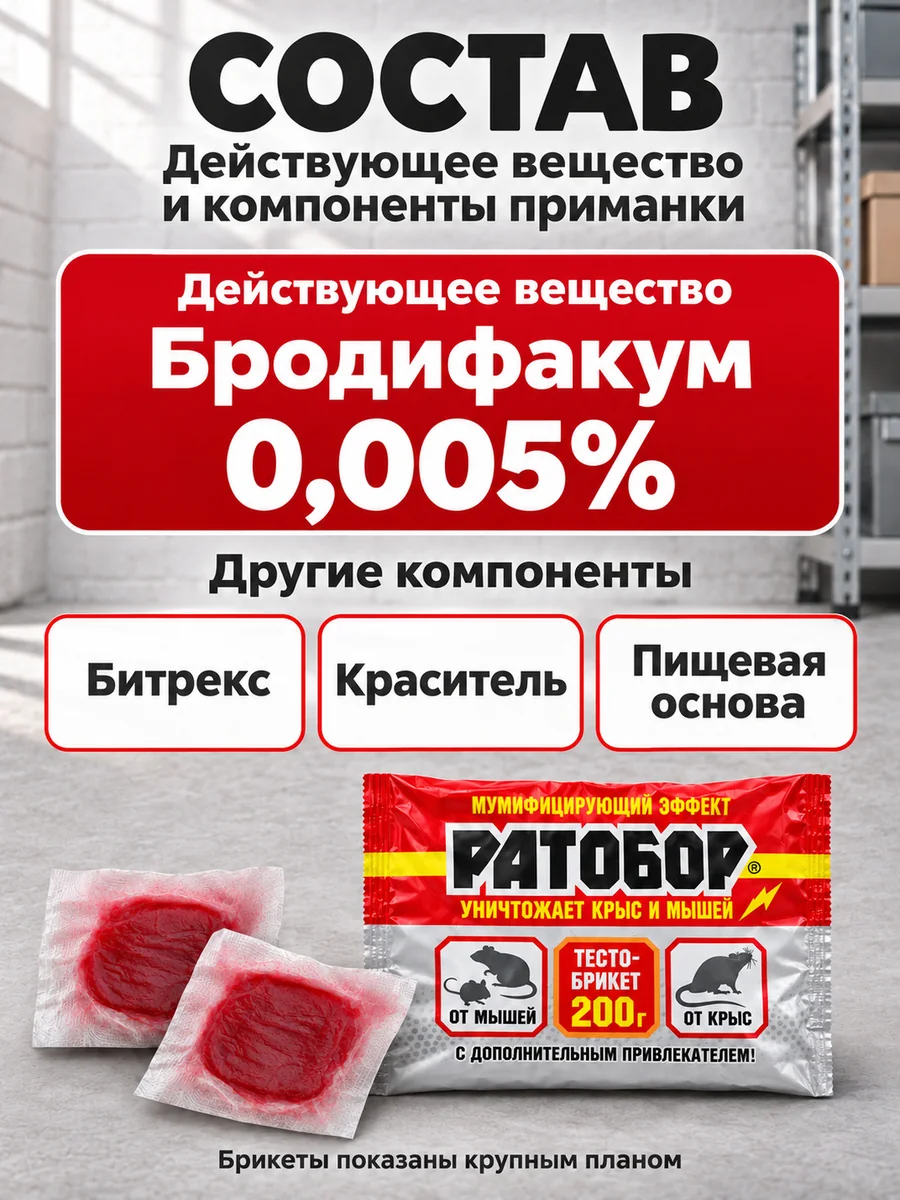 СОСТАВ
Действующее вещество
и компоненты приманки
Действующее вещество
Бродифакум
0,005%
Другие компоненты
Битрекс
Краситель
Пищевая
основа
МУМИФИЦИРУЮЩИЙ ЭФФЕКТ
РАТОБОР®
УНИЧТОЖАЕТ КРЫС И МЫШЕЙ
ОТ МЫШЕЙ
ТЕСТО-
БРИКЕТ
200г
ОТ КРЫС
С ДОПОЛНИТЕЛЬНЫМ ПРИВЛЕКАТЕЛЕМ!
Брикеты показаны крупным планом